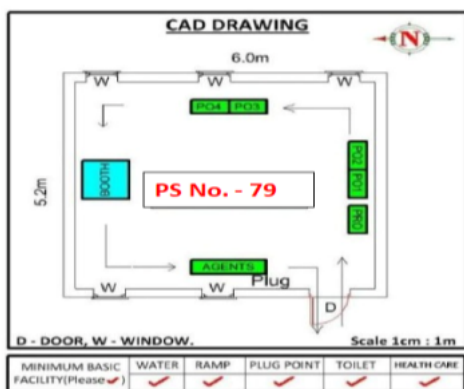 CAD DRAWING
N
6.0m
W W W
PO4 PO3
5.2m
BOOTH
PS No. - 79
PO2
PO1
PRO
AGENTS
Plug
W W
D
D - DOOR, W - WINDOW. Scale 1cm : 1m
MINIMUM BASIC FACILITY(Please ✓) WATER RAMP PLUG POINT TOILET HEALTH CARE
✓ ✓ ✓ ✓ ✓